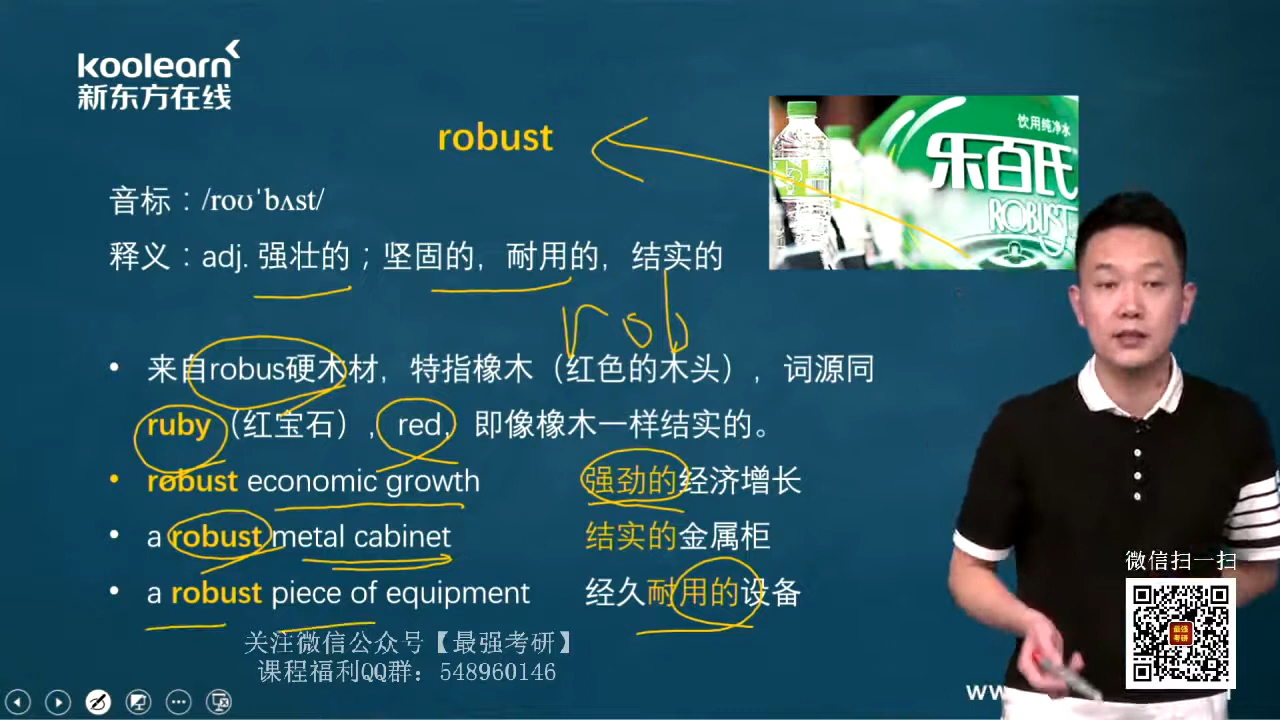 koolearn
新东方在线
robust
饮用纯净水
乐百氏
ROBUST
音标：/roʊˈbʌst/
释义：adj. 强壮的；坚固的，耐用的，结实的
rob
来自robus硬木材，特指橡木（红色的木头），词源同
ruby（红宝石），red，即像橡木一样结实的。
robust economic growth 强劲的经济增长
a robust metal cabinet 结实的金属柜
a robust piece of equipment 经久耐用的设备
微信扫一扫
最强
考研
关注微信公众号【最强考研】
课程福利QQ群：548960146